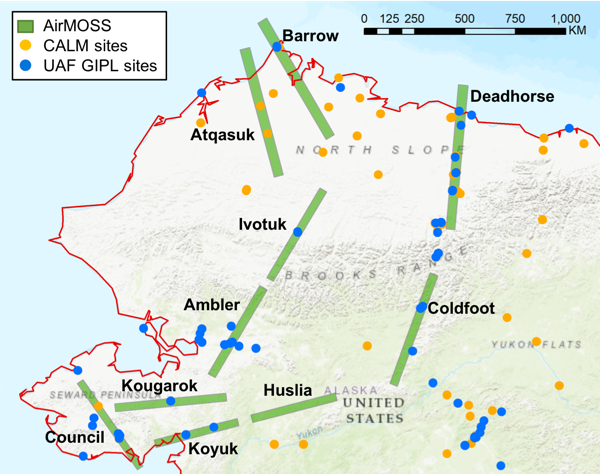 AirMOSS
CALM sites
UAF GIPL sites
0 125 250 500 750 1,000
KM
Barrow
Deadhorse
Atqasuk
NORTH SLOPE
Ivotuk
BROOKS RANGE
Ambler
Coldfoot
YUKON FLATS
Kougarok
Huslia
ALASKA
SEWARD PENINSULA
UNITED
STATES
Council
Koyuk
Yukon